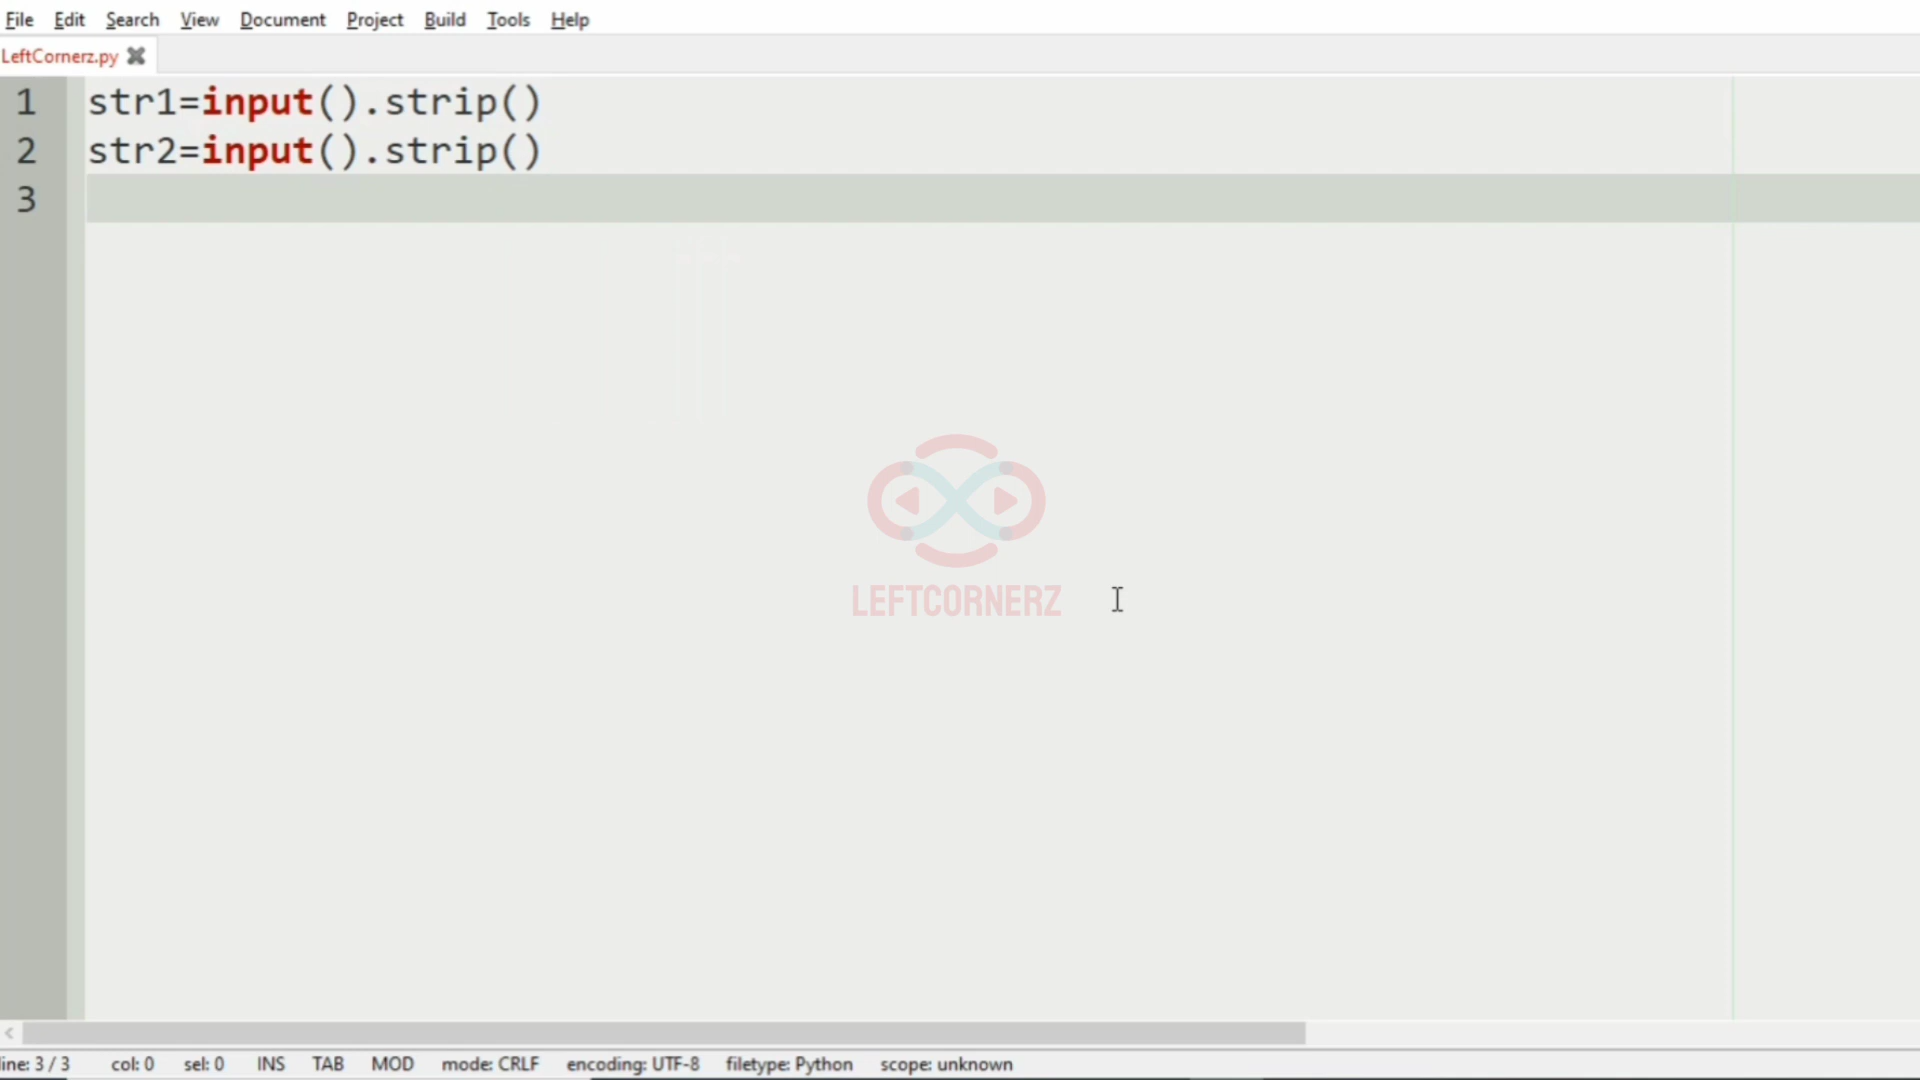 File Edit Search View Document Project Build Tools Help
LeftCornerz.py
1 str1=input().strip()
2 str2=input().strip()
3
LEFTCORNERZ
line: 3 / 3 col: 0 sel: 0 INS TAB MOD mode: CRLF encoding: UTF-8 filetype: Python scope: unknown